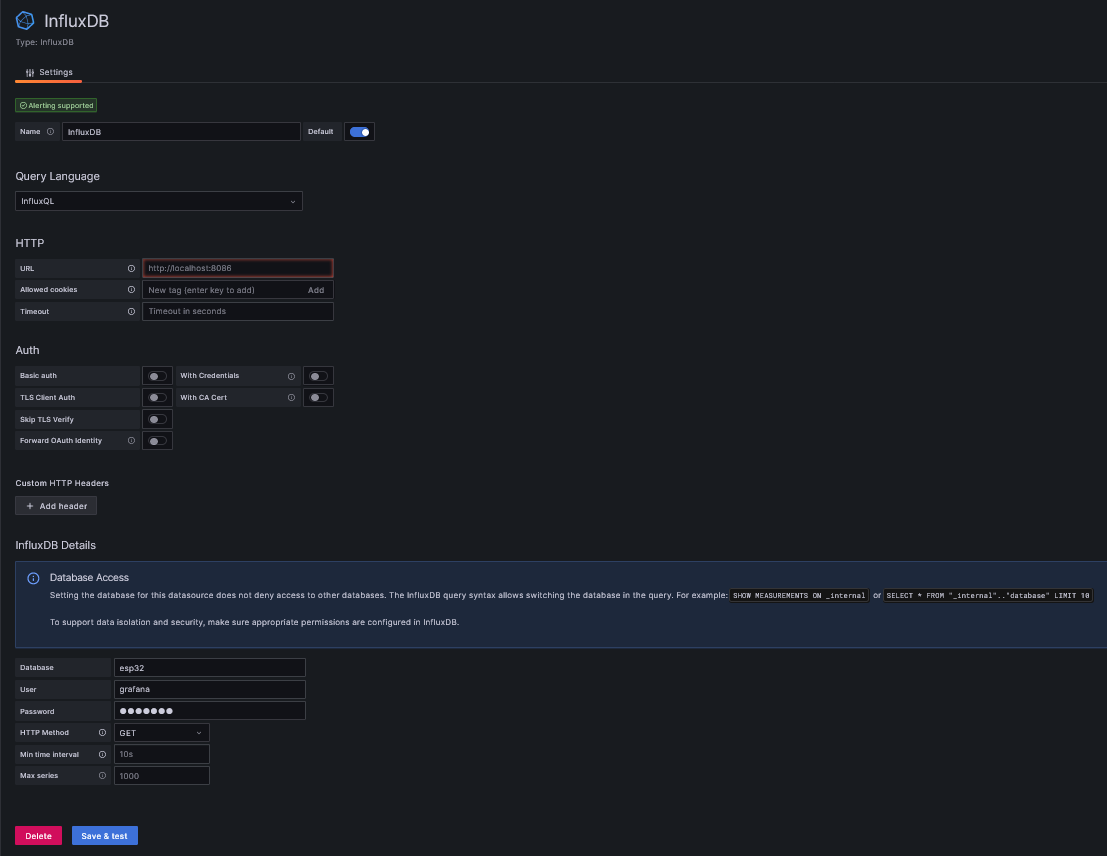 InfluxDB
Type: InfluxDB
Settings
Alerting supported
Name InfluxDB Default
Query Language
InfluxQL
HTTP
URL http://localhost:8086
Allowed cookies New tag (enter key to add) Add
Timeout Timeout in seconds
Auth
Basic auth With Credentials
TLS Client Auth With CA Cert
Skip TLS Verify
Forward OAuth Identity
Custom HTTP Headers
+ Add header
InfluxDB Details
Database Access
Setting the database for this datasource does not deny access to other databases. The InfluxDB query syntax allows switching the database in the query. For example: SHOW MEASUREMENTS ON _internal or SELECT * FROM "_internal".."database" LIMIT 10
To support data isolation and security, make sure appropriate permissions are configured in InfluxDB.
Database esp32
User grafana
Password ●●●●●●●
HTTP Method GET
Min time interval 10s
Max series 1000
Delete Save & test